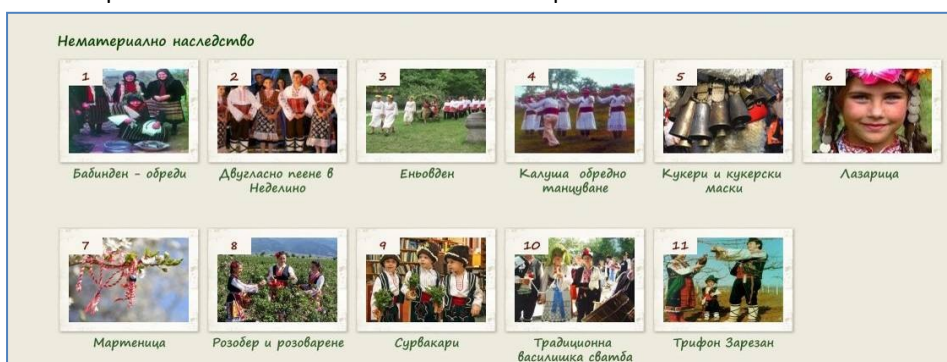 Нематериално наследство
1
2
3
4
5
6
Бабинден - обреди
Двугласно пеене в
Неделино
Еньовден
Калуша обредно
танцуване
Кукери и кукерски
маски
Лазарица
7
8
9
10
11
Мартеница
Розобер и розоварене
Сурвакари
Традиционна
василишка сватба
Трифон Зарезан